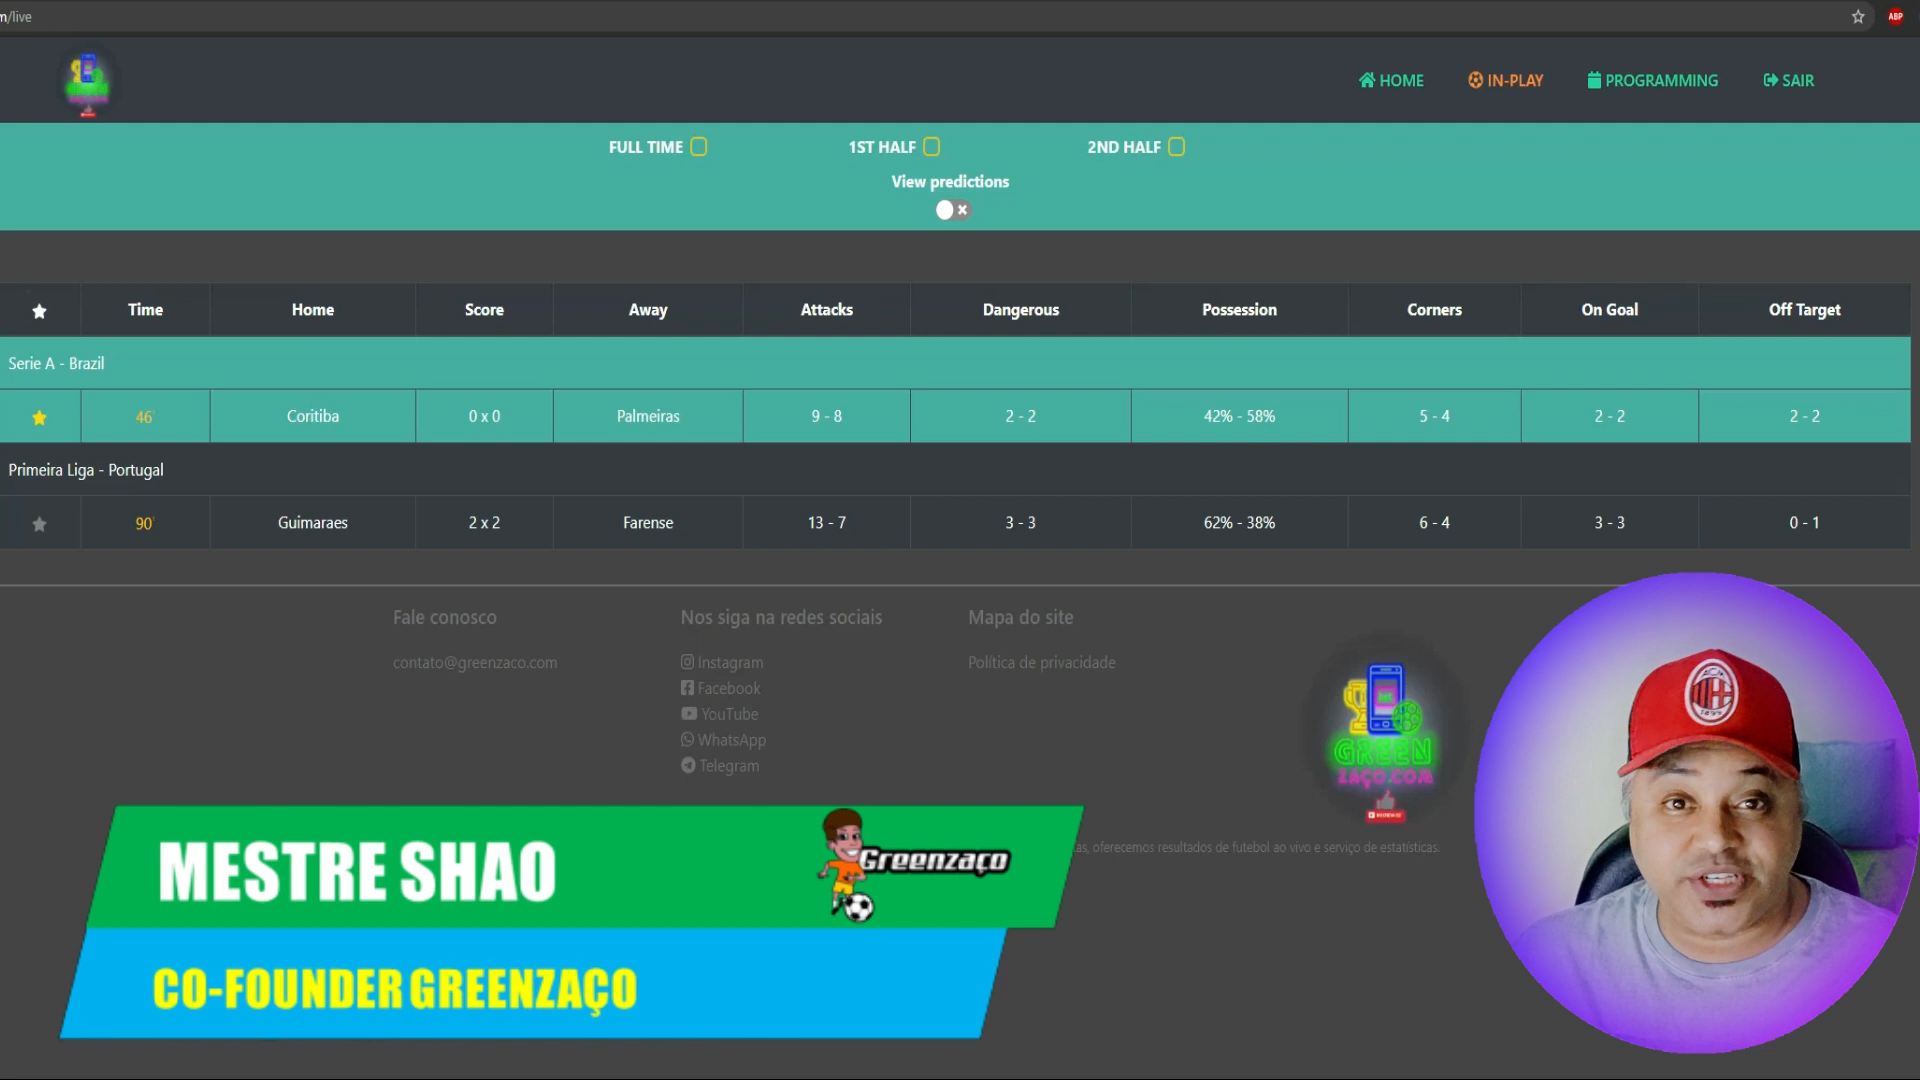 m/live
ABP
HOME
IN-PLAY
PROGRAMMING
SAIR
FULL TIME
1ST HALF
2ND HALF
View predictions
Time Home Score Away Attacks Dangerous Possession Corners On Goal Off Target
Serie A - Brazil
46' Coritiba 0 x 0 Palmeiras 9 - 8 2 - 2 42% - 58% 5 - 4 2 - 2 2 - 2
Primeira Liga - Portugal
90' Guimaraes 2 x 2 Farense 13 - 7 3 - 3 62% - 38% 6 - 4 3 - 3 0 - 1
Fale conosco
contato@greenzaco.com
Nos siga na redes sociais
Instagram
Facebook
YouTube
WhatsApp
Telegram
Mapa do site
Política de privacidade
GREEN
ZAÇO.COM
as, oferecemos resultados de futebol ao vivo e serviço de estatísticas.
MESTRE SHAO
Greenzaço
CO-FOUNDER GREENZAÇO
1899